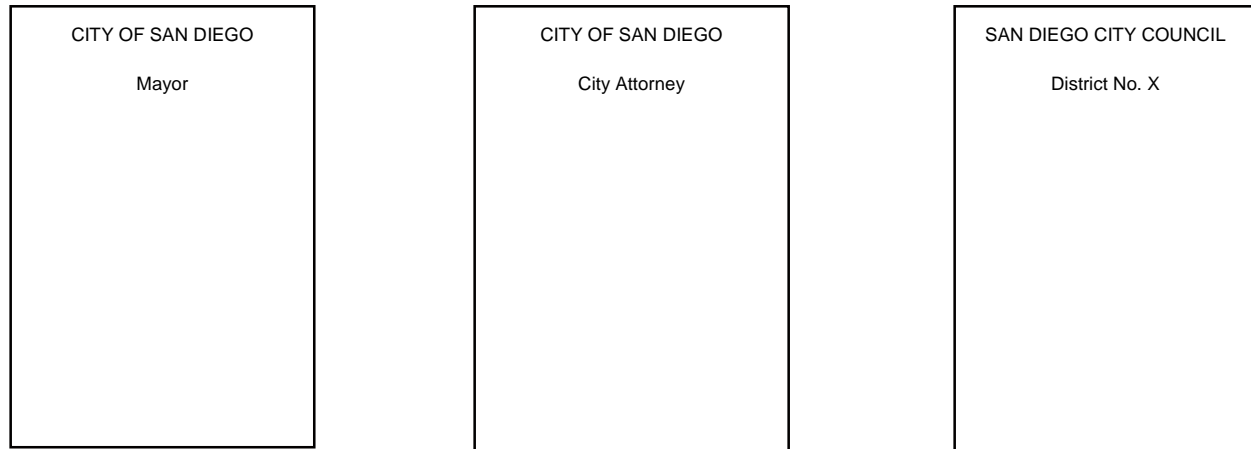 CITY OF SAN DIEGO
Mayor
CITY OF SAN DIEGO
City Attorney
SAN DIEGO CITY COUNCIL
District No. X